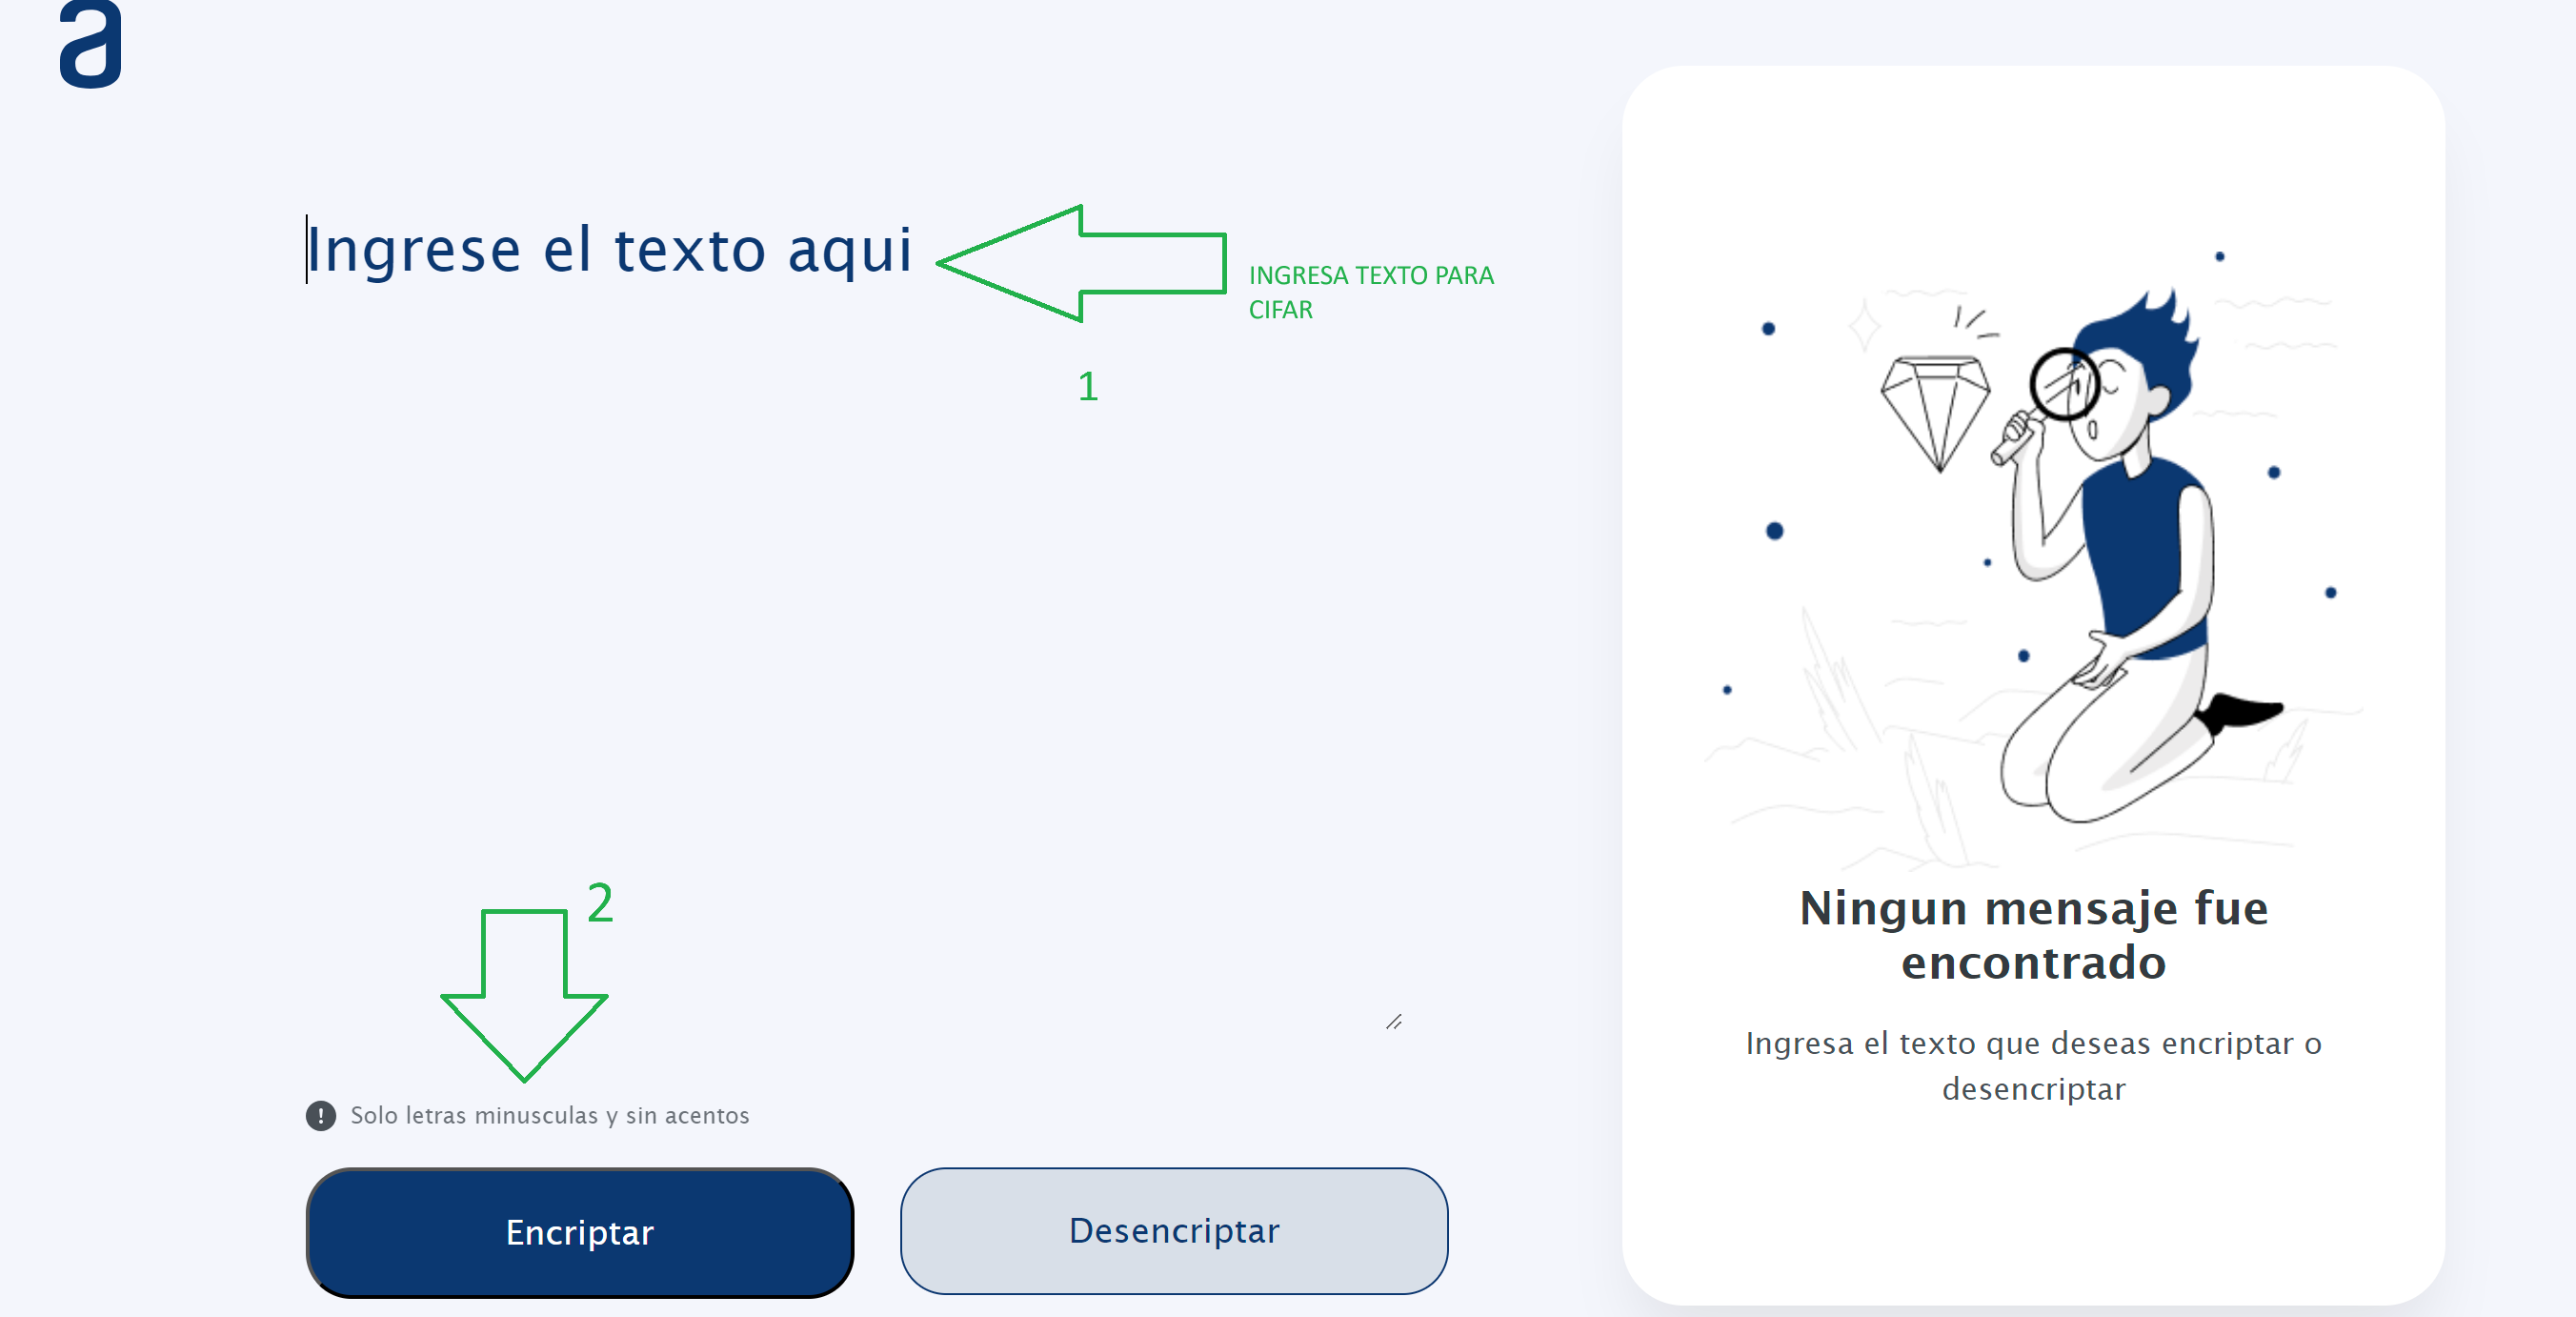 a
Ingrese el texto aqui
INGRESA TEXTO PARA
CIFAR
1
2
Solo letras minusculas y sin acentos
Encriptar
Desencriptar
Ningun mensaje fue
encontrado
Ingresa el texto que deseas encriptar o
desencriptar